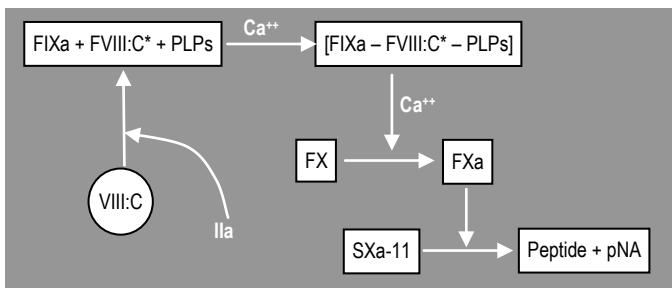 FIXa + FVIII:C* + PLPs
Ca⁺⁺
[FIXa – FVIII:C* – PLPs]
Ca⁺⁺
FX
FXa
VIII:C
IIa
SXa-11
Peptide + pNA